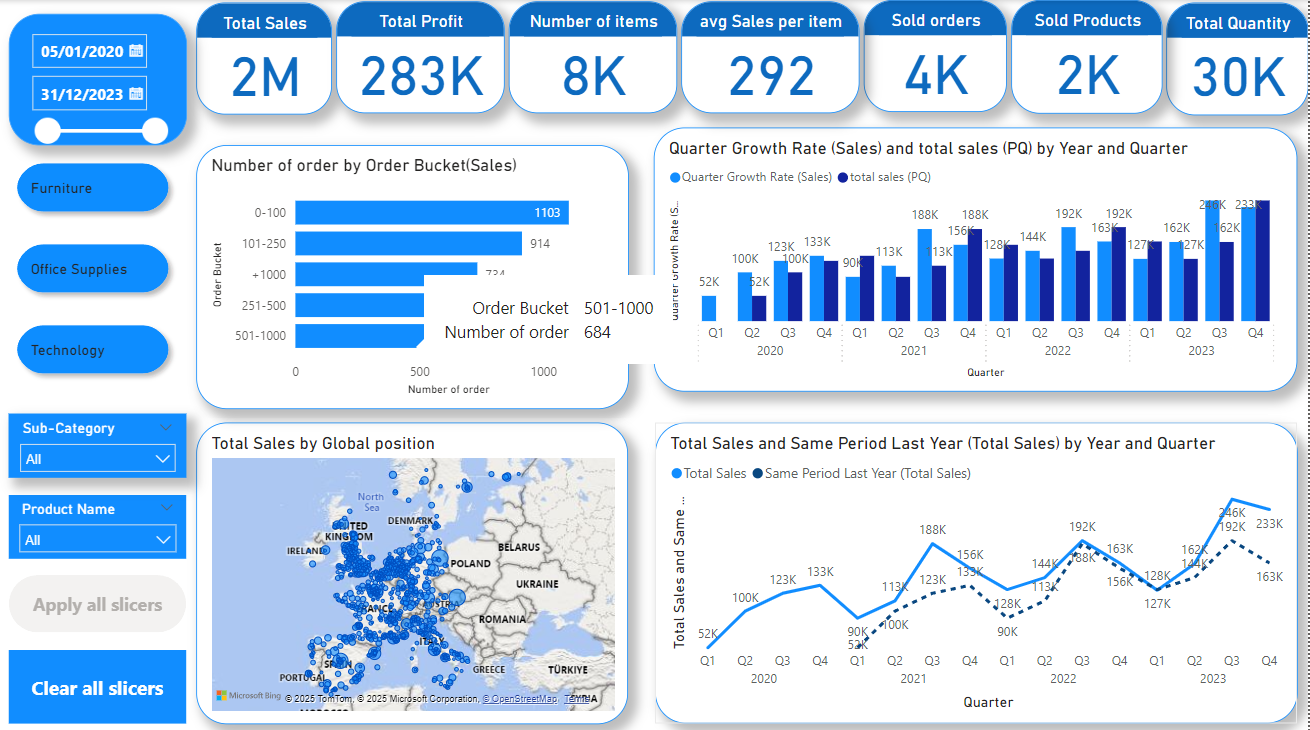 05/01/2020
31/12/2023
Furniture
Office Supplies
Technology
Sub-Category
All
Product Name
All
Apply all slicers
Clear all slicers
Total Sales
2M
Total Profit
283K
Number of items
8K
avg Sales per item
292
Sold orders
4K
Sold Products
2K
Total Quantity
30K
Number of order by Order Bucket(Sales)
Order Bucket
0-100
1103
101-250
914
+1000
734
251-500
501-1000
0
500
1000
Number of order
Order Bucket 501-1000
Number of order 684
Quarter Growth Rate (Sales) and total sales (PQ) by Year and Quarter
Quarter Growth Rate (Sales) total sales (PQ)
Quarter Growth Rate (S...
52K
100K
52K
123K
100K
133K
90K
113K
188K
113K
156K
188K
128K
144K
192K
163K
192K
127K
162K
127K
246K
162K
233K
Q1 Q2 Q3 Q4 Q1 Q2 Q3 Q4 Q1 Q2 Q3 Q4 Q1 Q2 Q3 Q4
2020 2021 2022 2023
Quarter
Total Sales by Global position
North
Sea
DENMARK
UNITED
KINGDOM
IRELAND
BELARUS
POLAND
UKRAINE
FRANCE
AUSTRIA
ROMANIA
ITALY
SPAIN
PORTUGAL
GREECE
TÜRKIYE
Microsoft Bing
© 2025 TomTom, © 2025 Microsoft Corporation, © OpenStreetMap Terms
Total Sales and Same Period Last Year (Total Sales) by Year and Quarter
Total Sales Same Period Last Year (Total Sales)
Total Sales and Same ...
52K
100K
123K
133K
90K
52K
113K
100K
188K
123K
156K
133K
128K
90K
144K
113K
192K
188K
163K
156K
128K
127K
162K
144K
246K
192K
233K
163K
Q1 Q2 Q3 Q4 Q1 Q2 Q3 Q4 Q1 Q2 Q3 Q4 Q1 Q2 Q3 Q4
2020 2021 2022 2023
Quarter